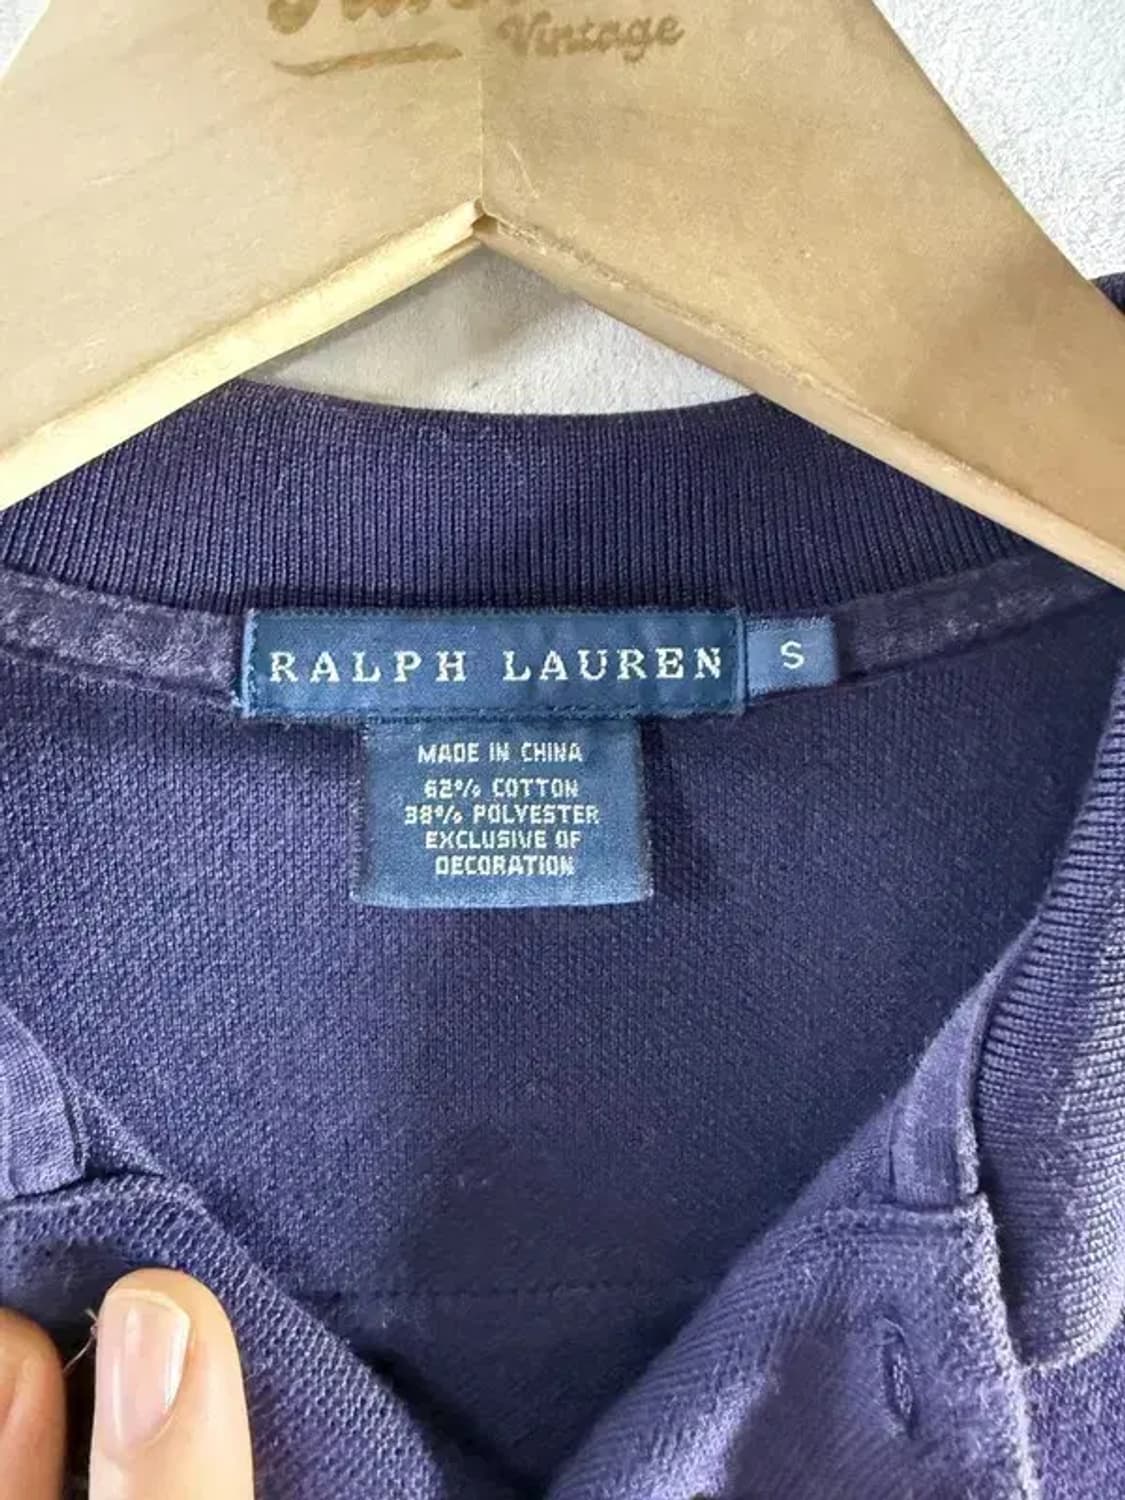 Vintage
RALPH LAUREN
S
MADE IN CHINA
62% COTTON
38% POLYESTER
EXCLUSIVE OF
DECORATION